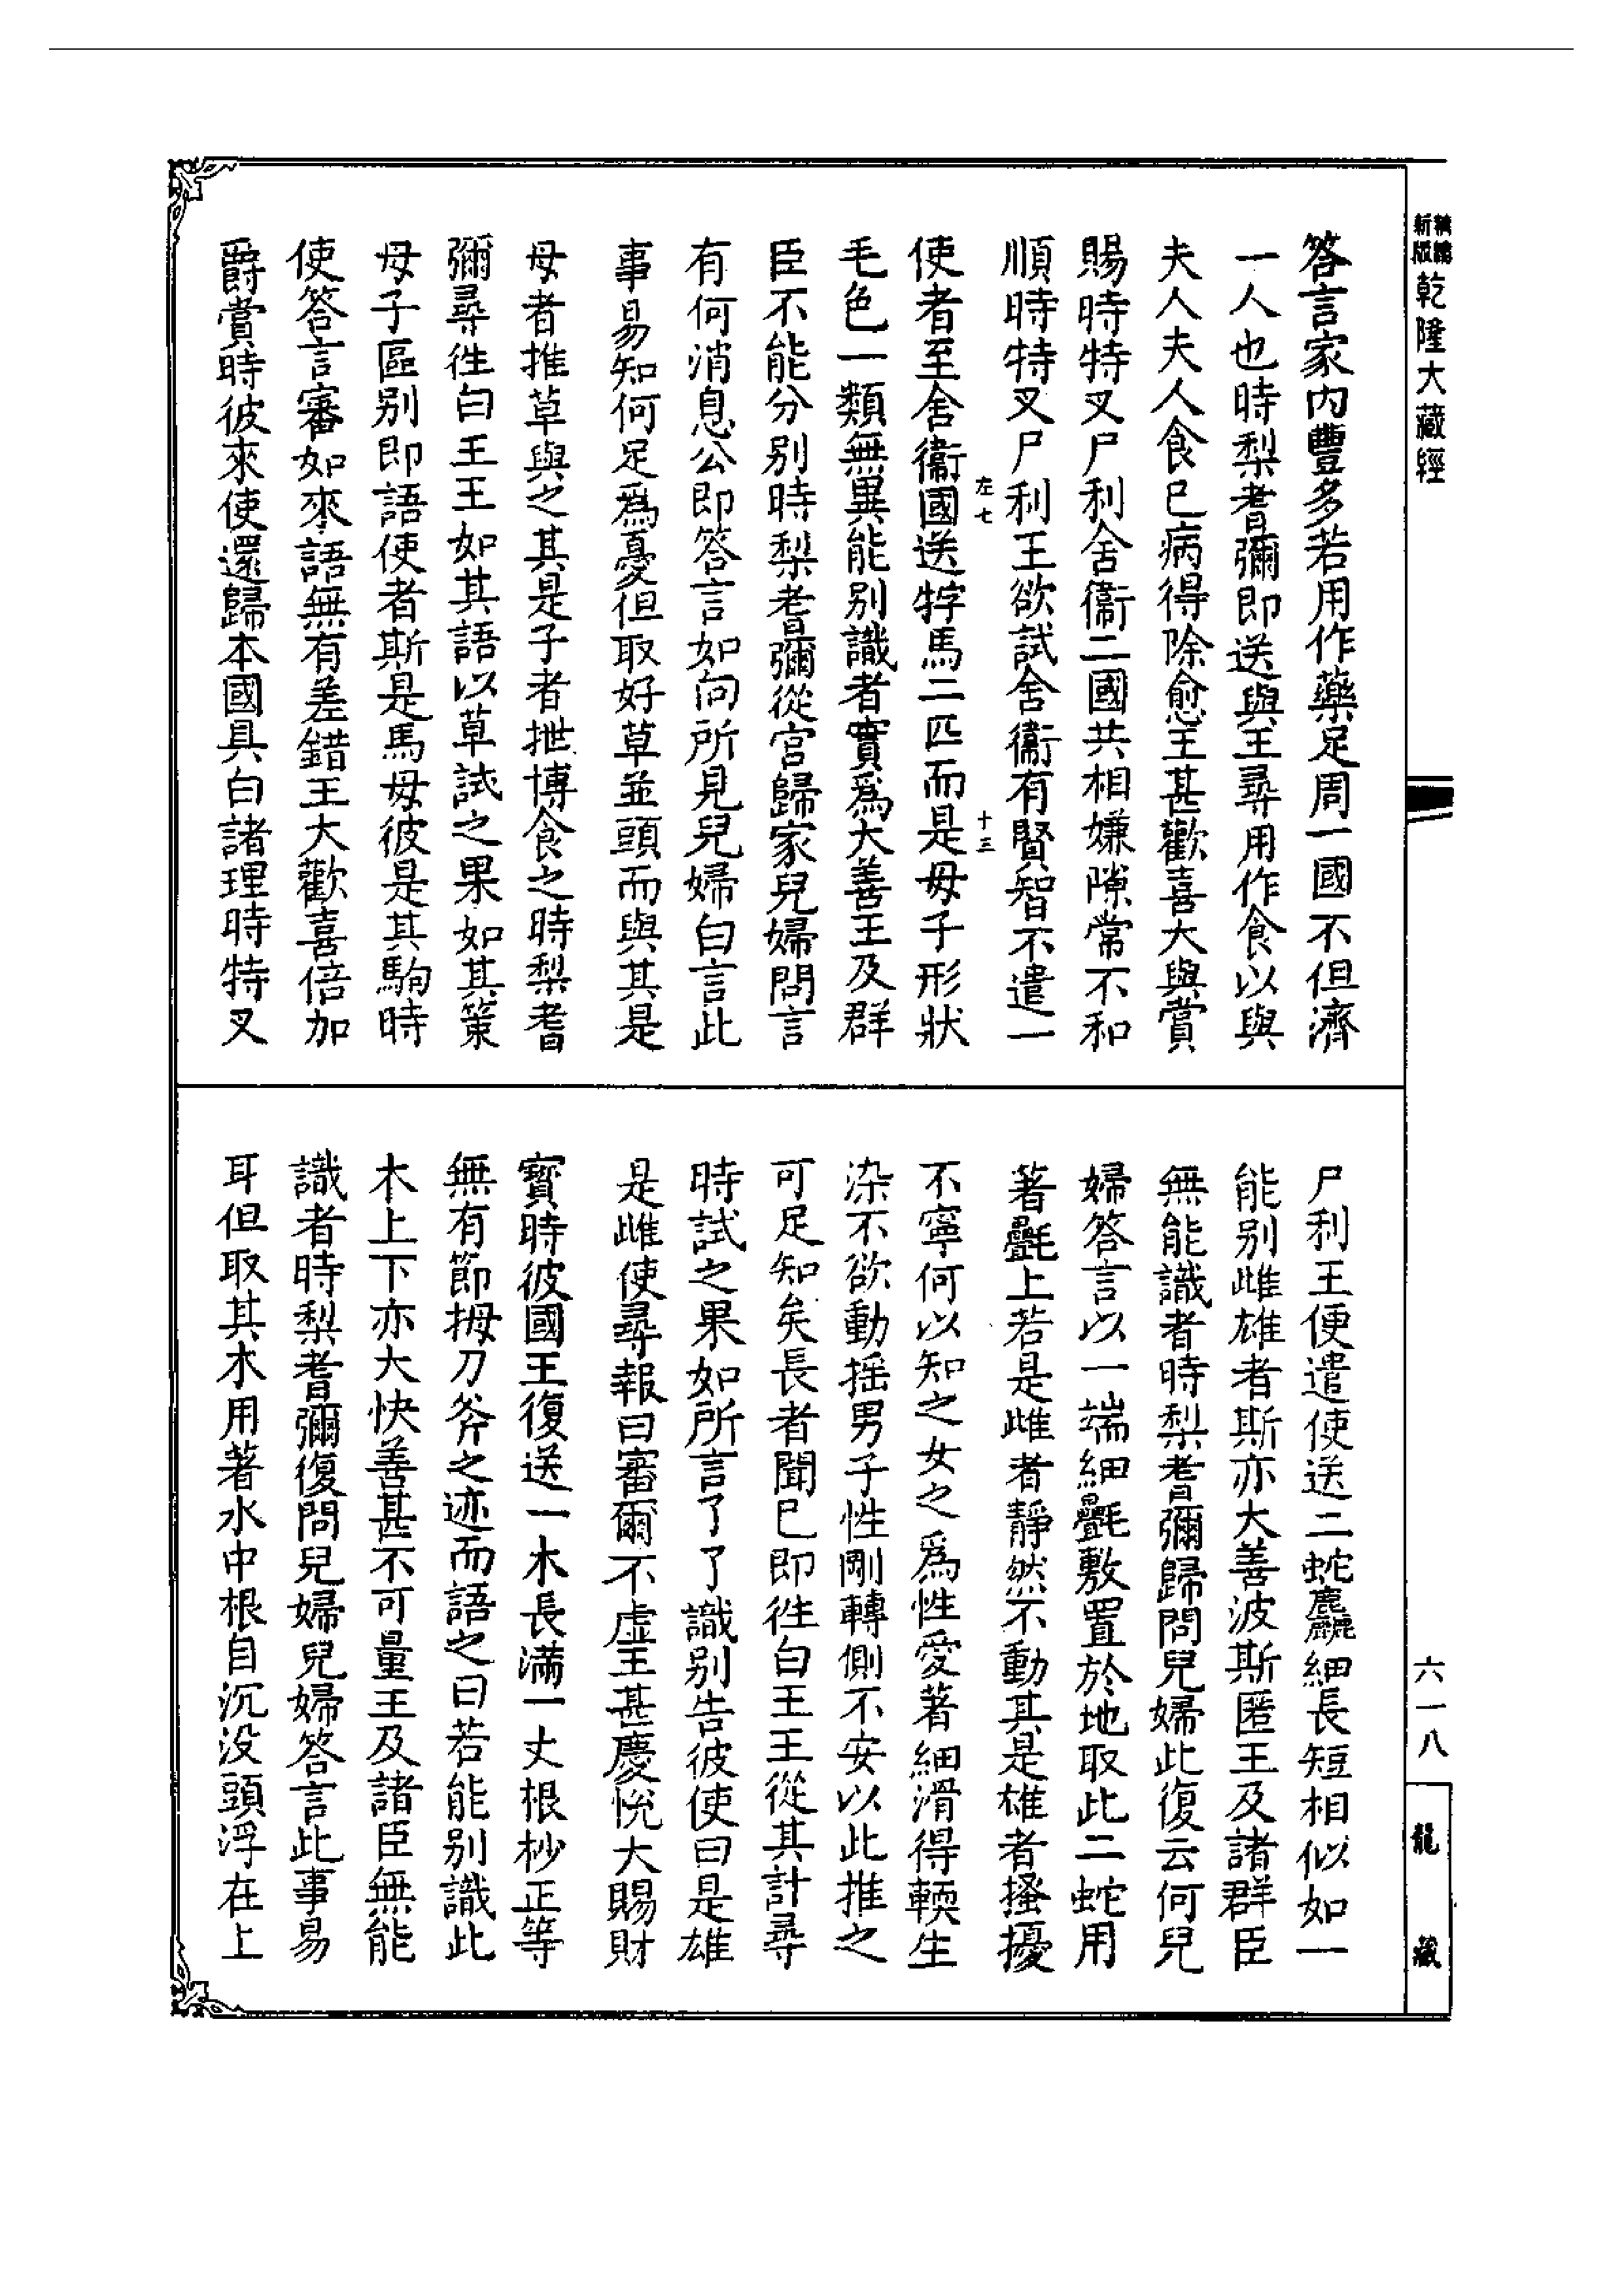 新版精縮乾隆大藏經
六一八
龍藏
答言家內豐多若用作藥足周一國不但濟
一人也時梨耆彌即送與王尋用作食以與
夫人夫人食已病得除愈王甚歡喜大與賞
賜時特叉尸利舍衞二國共相嫌隙常不和
順時特叉尸利王欲試舍衞有賢智不遣一
左七
十三
使者至舍衞國送牸馬二匹而是母子形狀
毛色一類無異能別識者實爲大善王及群
臣不能分別時梨耆彌從宮歸家兒婦問言
有何消息公即答言如向所見兒婦白言此
事易知何足爲憂但取好草並頭而與其是
母者推草與之其是子者抴博食之時梨耆
彌尋徃白王王如其語以草試之果如其策
母子區別即語使者斯是馬母彼是其駒時
使答言審如來語無有差錯王大歡喜倍加
爵賞時彼來使還歸本國具白諸理時特叉
尸利王便遣使送二蛇麤細長短相似如一
能別雌雄者斯亦大善波斯匿王及諸群臣
無能識者時梨耆彌歸問兒婦此復云何兒
婦答言以一端細㲲敷置於地取此二蛇用
著㲲上若是雌者靜然不動其是雄者搔擾
不寧何以知之女之爲性愛著細滑得輭生
染不欲動搖男子性剛轉側不安以此推之
可足知矣長者聞已即徃白王王從其計尋
時試之果如所言了了識別告彼使曰是雄
是雌使尋報曰審爾不虛王甚慶悅大賜財
寶時彼國王復送一木長滿一丈根杪正等
無有節拇刀斧之迹而語之曰若能別識此
木上下亦大快善甚不可量王及諸臣無能
識者時梨耆彌復問兒婦兒婦答言此事易
耳但取其木用著水中根自沉没頭浮在上